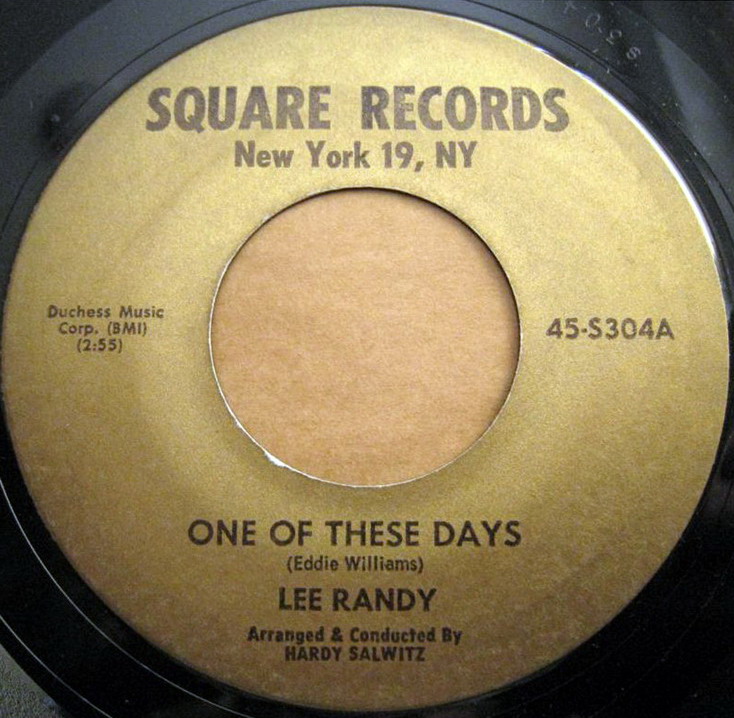 SQUARE RECORDS
New York 19, NY
Duchess Music
Corp. (BMI)
(2:55)
45-S304A
ONE OF THESE DAYS
(Eddie Williams)
LEE RANDY
Arranged & Conducted By
HARDY SALWITZ